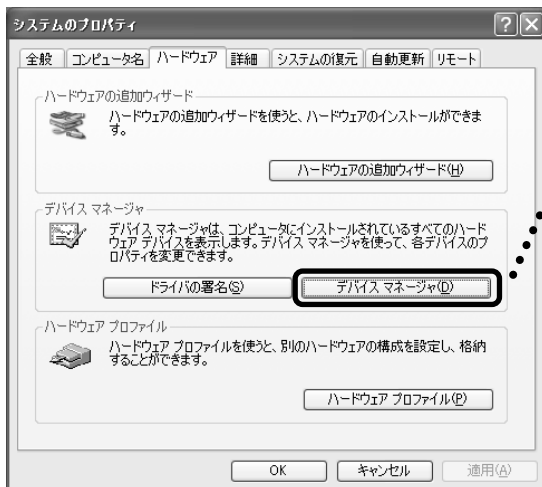 システムのプロパティ
全般 コンピュータ名 ハードウェア 詳細 システムの復元 自動更新 リモート
ハードウェアの追加ウィザード
ハードウェアの追加ウィザードを使うと、ハードウェアのインストールができま
す。
ハードウェアの追加ウィザード(H)
デバイス マネージャ
デバイス マネージャは、コンピュータにインストールされているすべてのハード
ウェア デバイスを表示します。デバイス マネージャを使って、各デバイスのプ
ロパティを変更できます。
ドライバの署名(S) デバイス マネージャ(D)
ハードウェア プロファイル
ハードウェア プロファイルを使うと、別のハードウェアの構成を設定し、格納
することができます。
ハードウェア プロファイル(P)
OK キャンセル 適用(A)